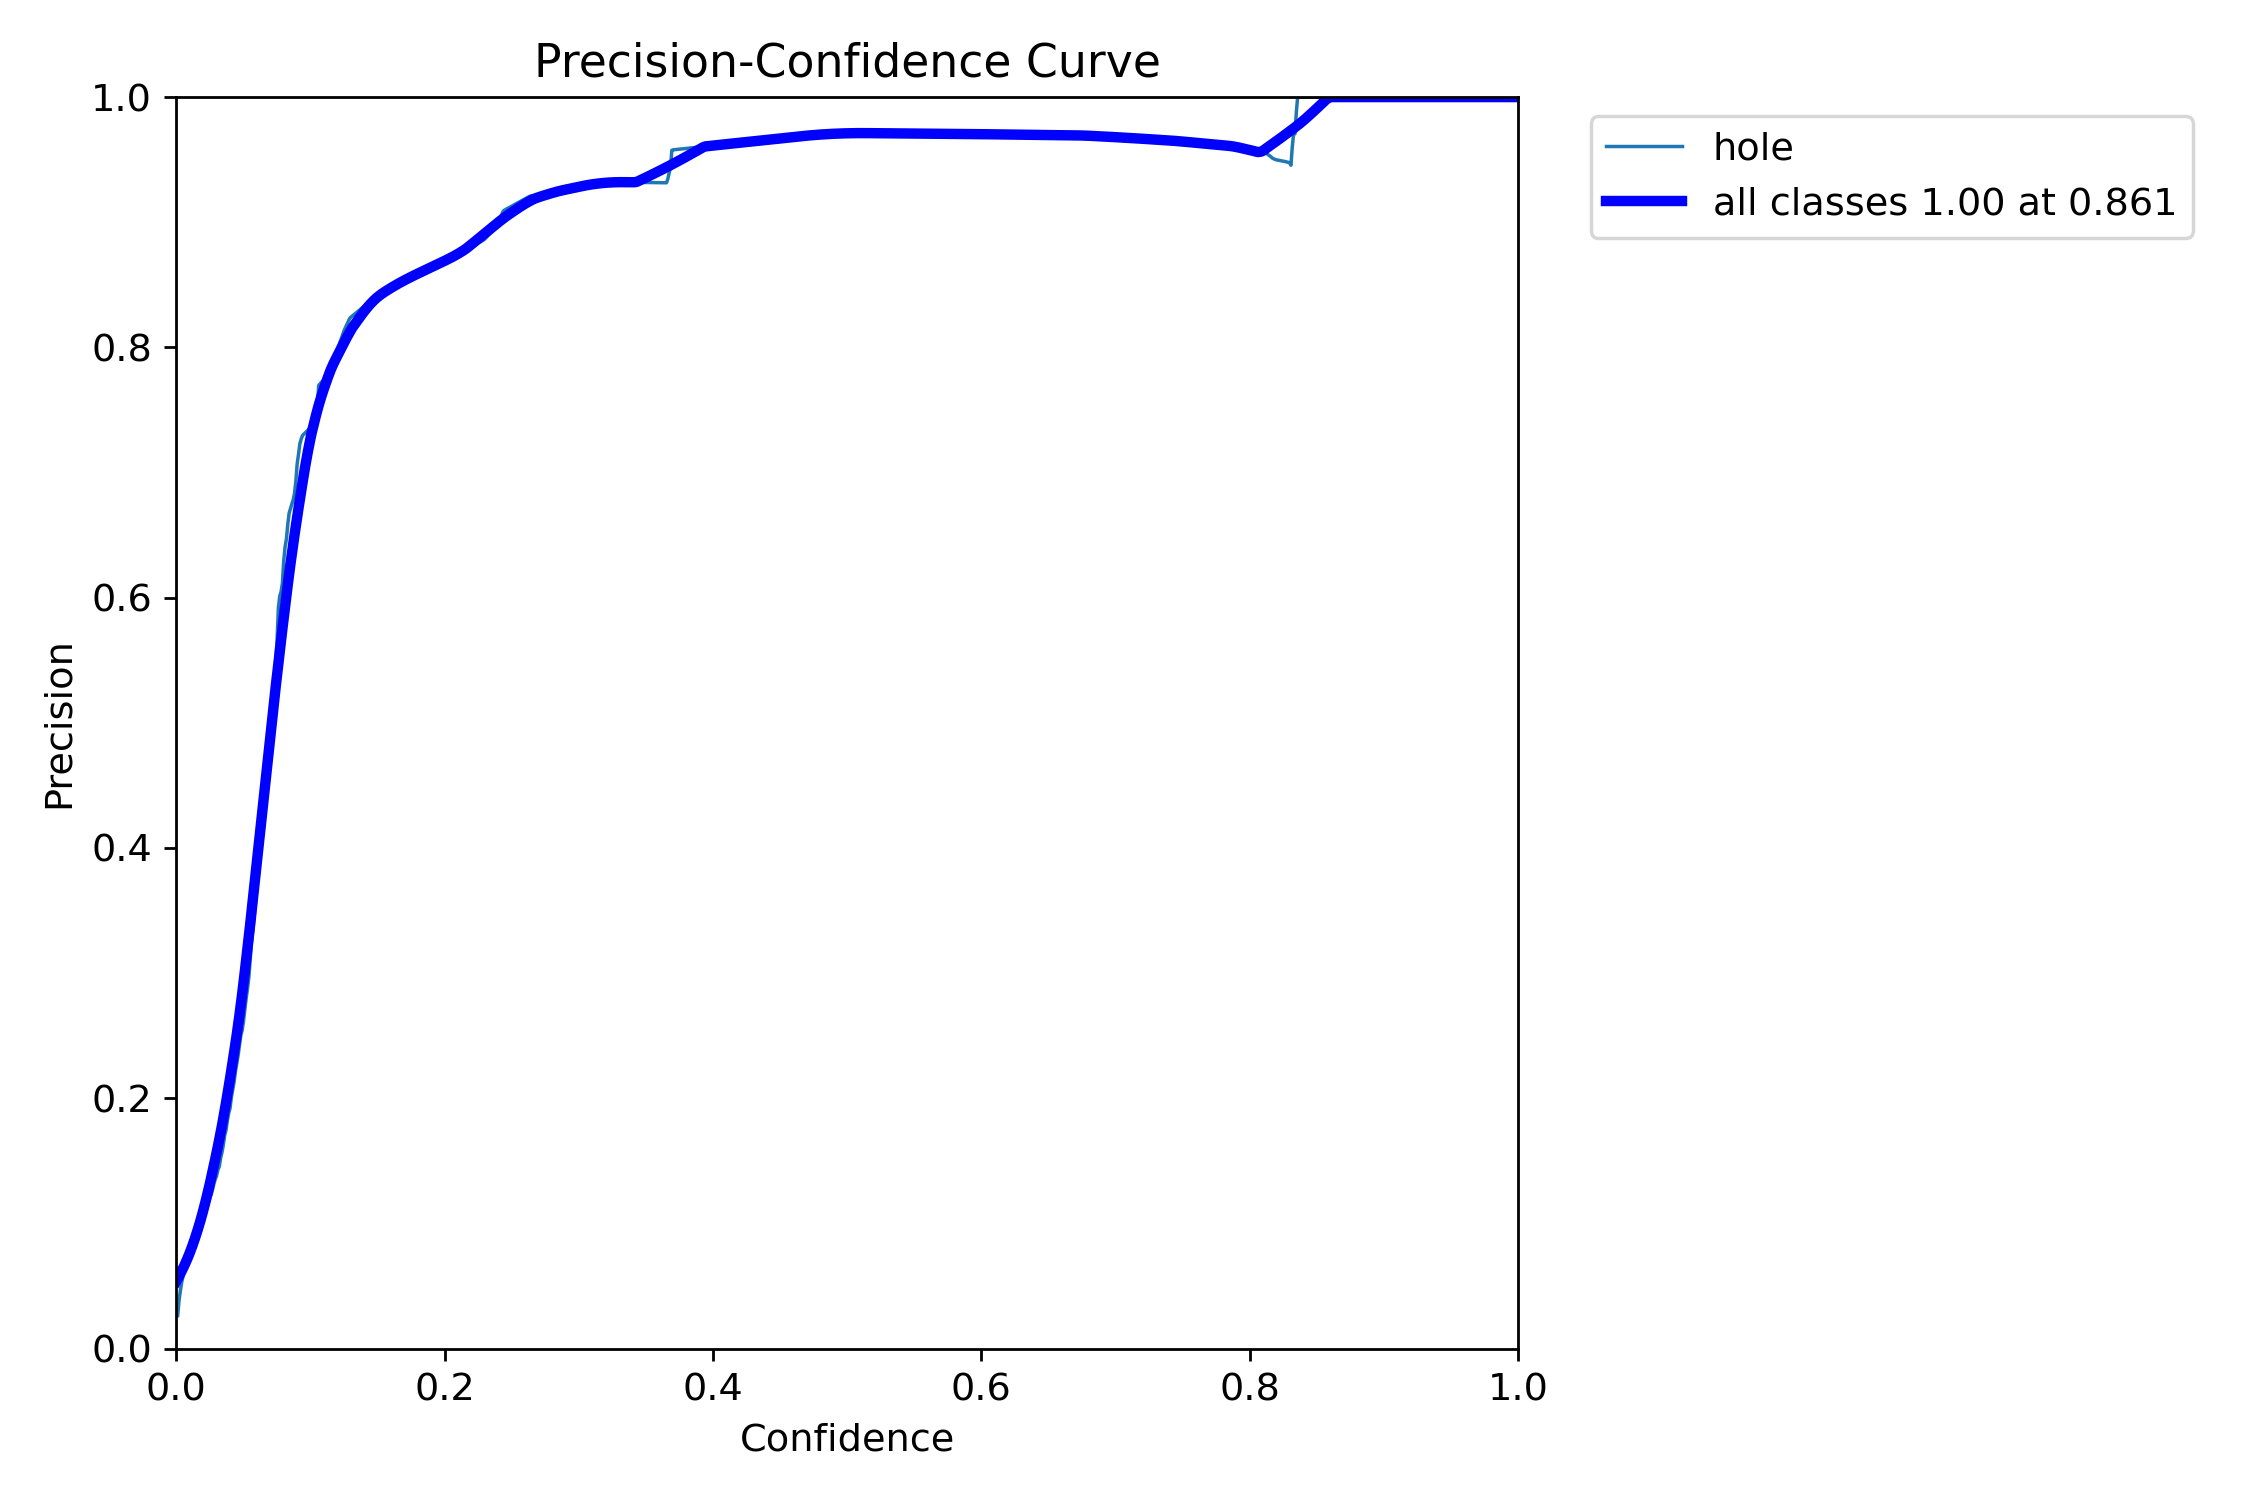 Precision-Confidence Curve
1.0
0.8
0.6
0.4
0.2
0.0
Precision
0.0 0.2 0.4 0.6 0.8 1.0
Confidence
hole
all classes 1.00 at 0.861